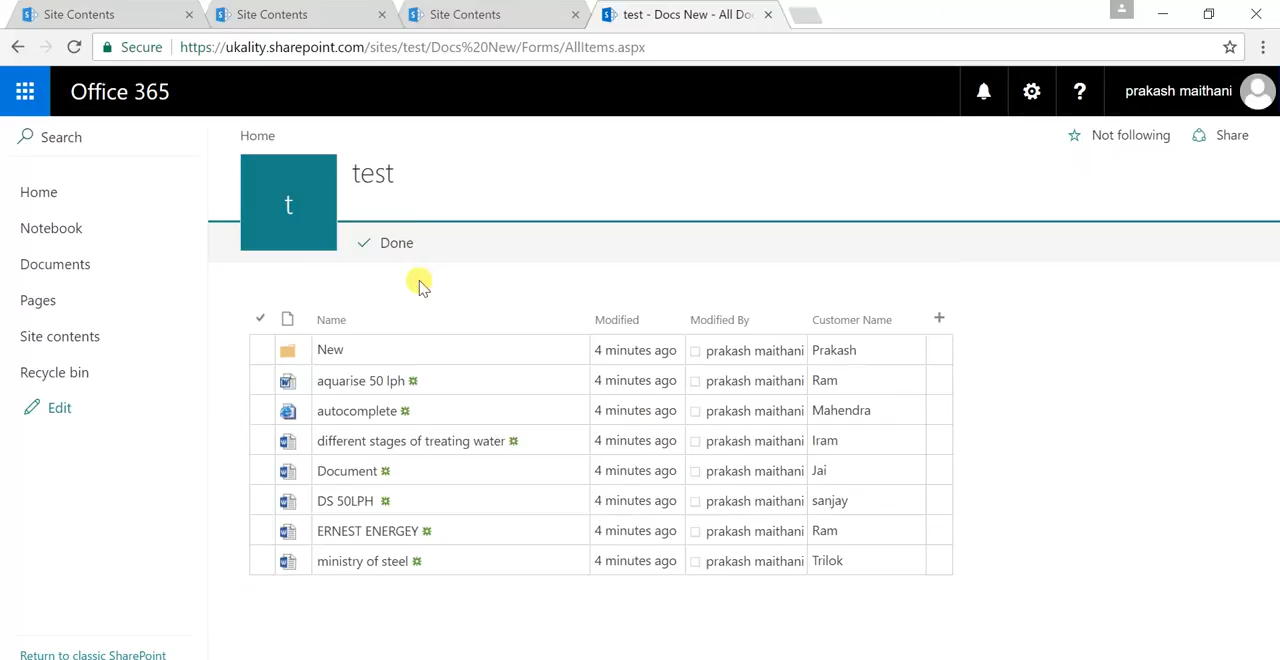 Site Contents
Site Contents
Site Contents
test - Docs New - All Do
Secure https://ukality.sharepoint.com/sites/test/Docs%20New/Forms/AllItems.aspx
Office 365
? prakash maithani
Search
Home
Notebook
Documents
Pages
Site contents
Recycle bin
Edit
Return to classic SharePoint
Home
Not following
Share
t
test
Done
Name Modified Modified By Customer Name
New 4 minutes ago prakash maithani Prakash
aquarise 50 lph 4 minutes ago prakash maithani Ram
autocomplete 4 minutes ago prakash maithani Mahendra
different stages of treating water 4 minutes ago prakash maithani Iram
Document 4 minutes ago prakash maithani Jai
DS 50LPH 4 minutes ago prakash maithani sanjay
ERNEST ENERGEY 4 minutes ago prakash maithani Ram
ministry of steel 4 minutes ago prakash maithani Trilok